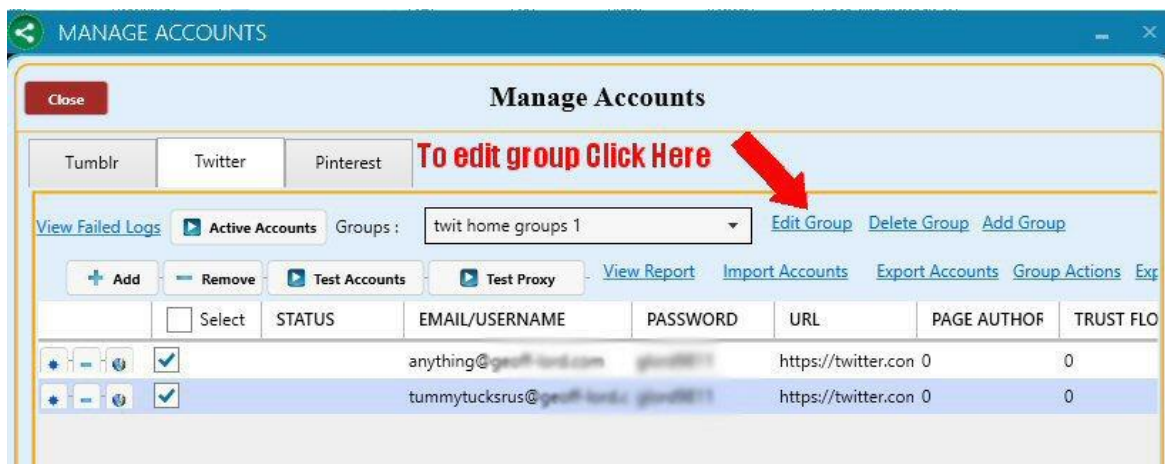 MANAGE ACCOUNTS
Close
Manage Accounts
Tumblr Twitter Pinterest To edit group Click Here
View Failed Logs Active Accounts Groups : twit home groups 1 Edit Group Delete Group Add Group
Add Remove Test Accounts Test Proxy View Report Import Accounts Export Accounts Group Actions Exp
Select STATUS EMAIL/USERNAME PASSWORD URL PAGE AUTHOR TRUST FLO
anything@ https://twitter.con 0 0
tummytucksrus@ https://twitter.con 0 0